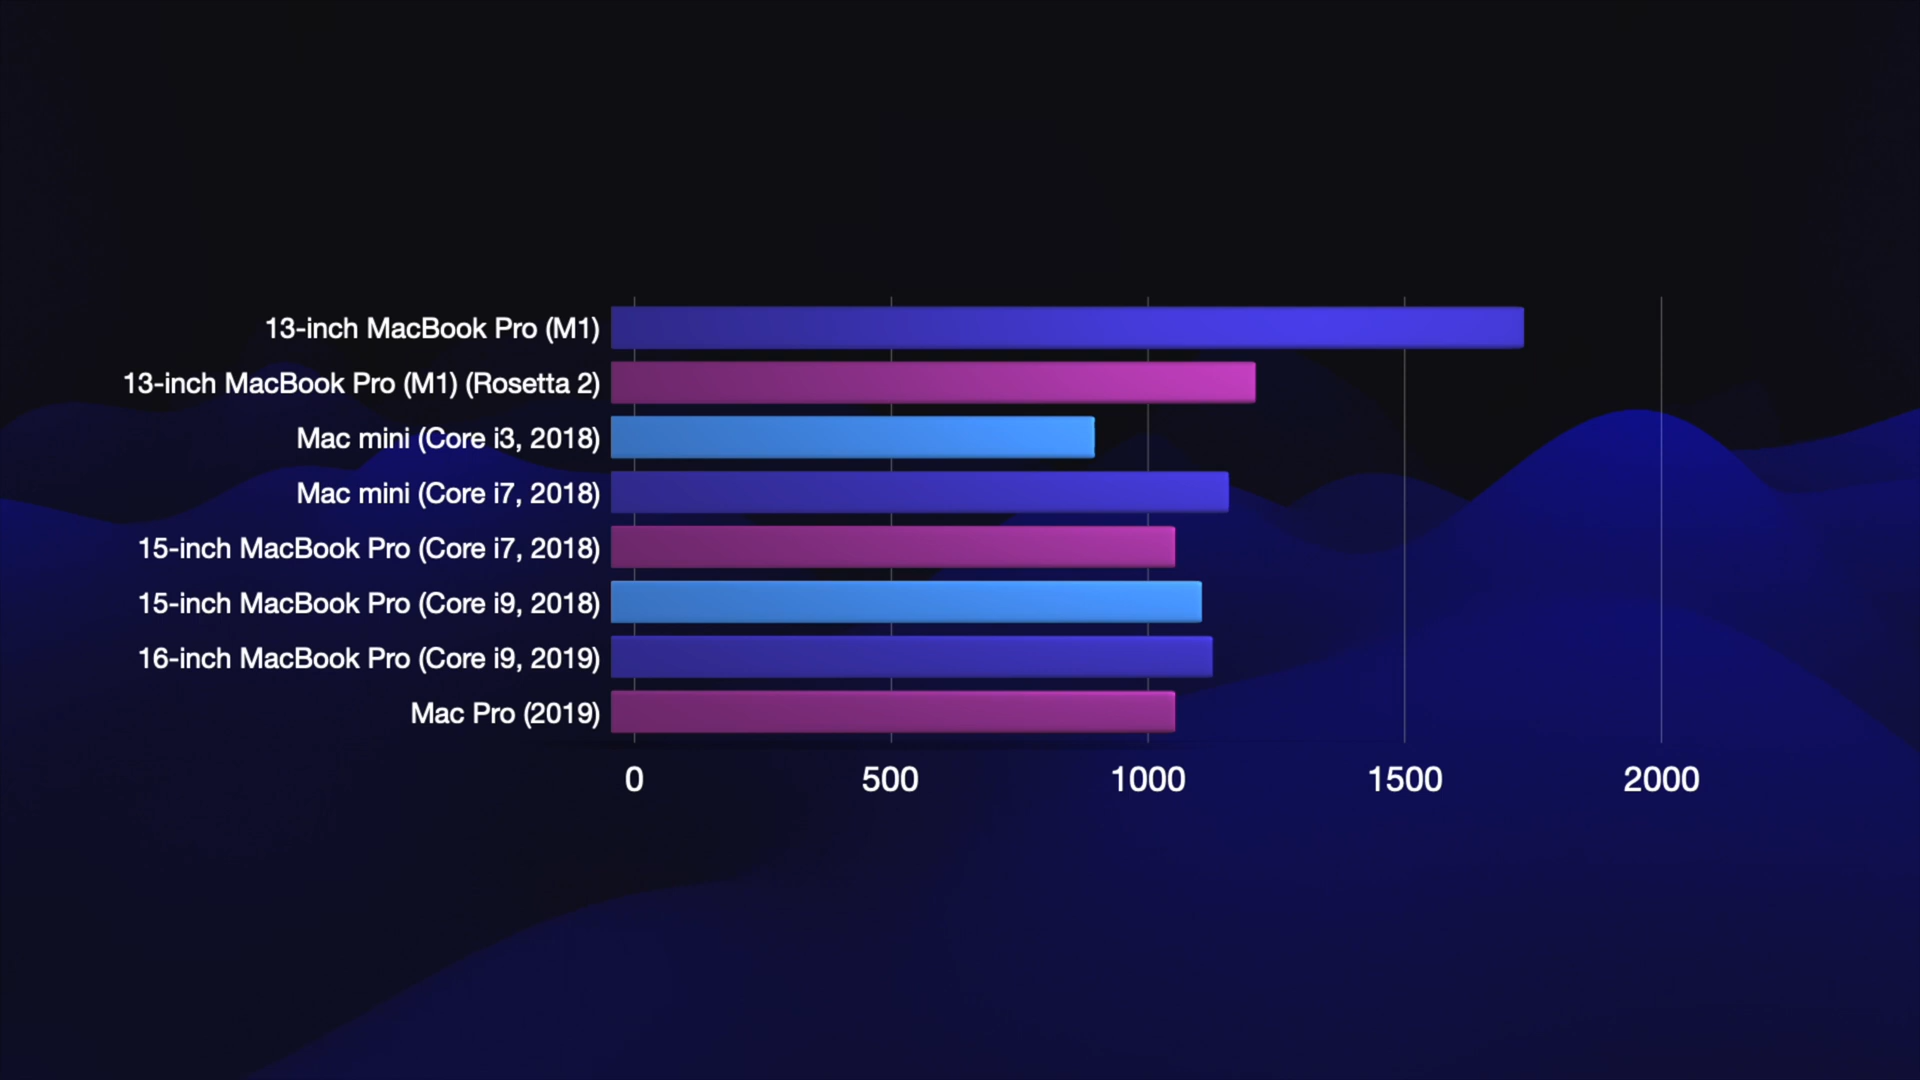 13-inch MacBook Pro (M1)
13-inch MacBook Pro (M1) (Rosetta 2)
Mac mini (Core i3, 2018)
Mac mini (Core i7, 2018)
15-inch MacBook Pro (Core i7, 2018)
15-inch MacBook Pro (Core i9, 2018)
16-inch MacBook Pro (Core i9, 2019)
Mac Pro (2019)
0 500 1000 1500 2000